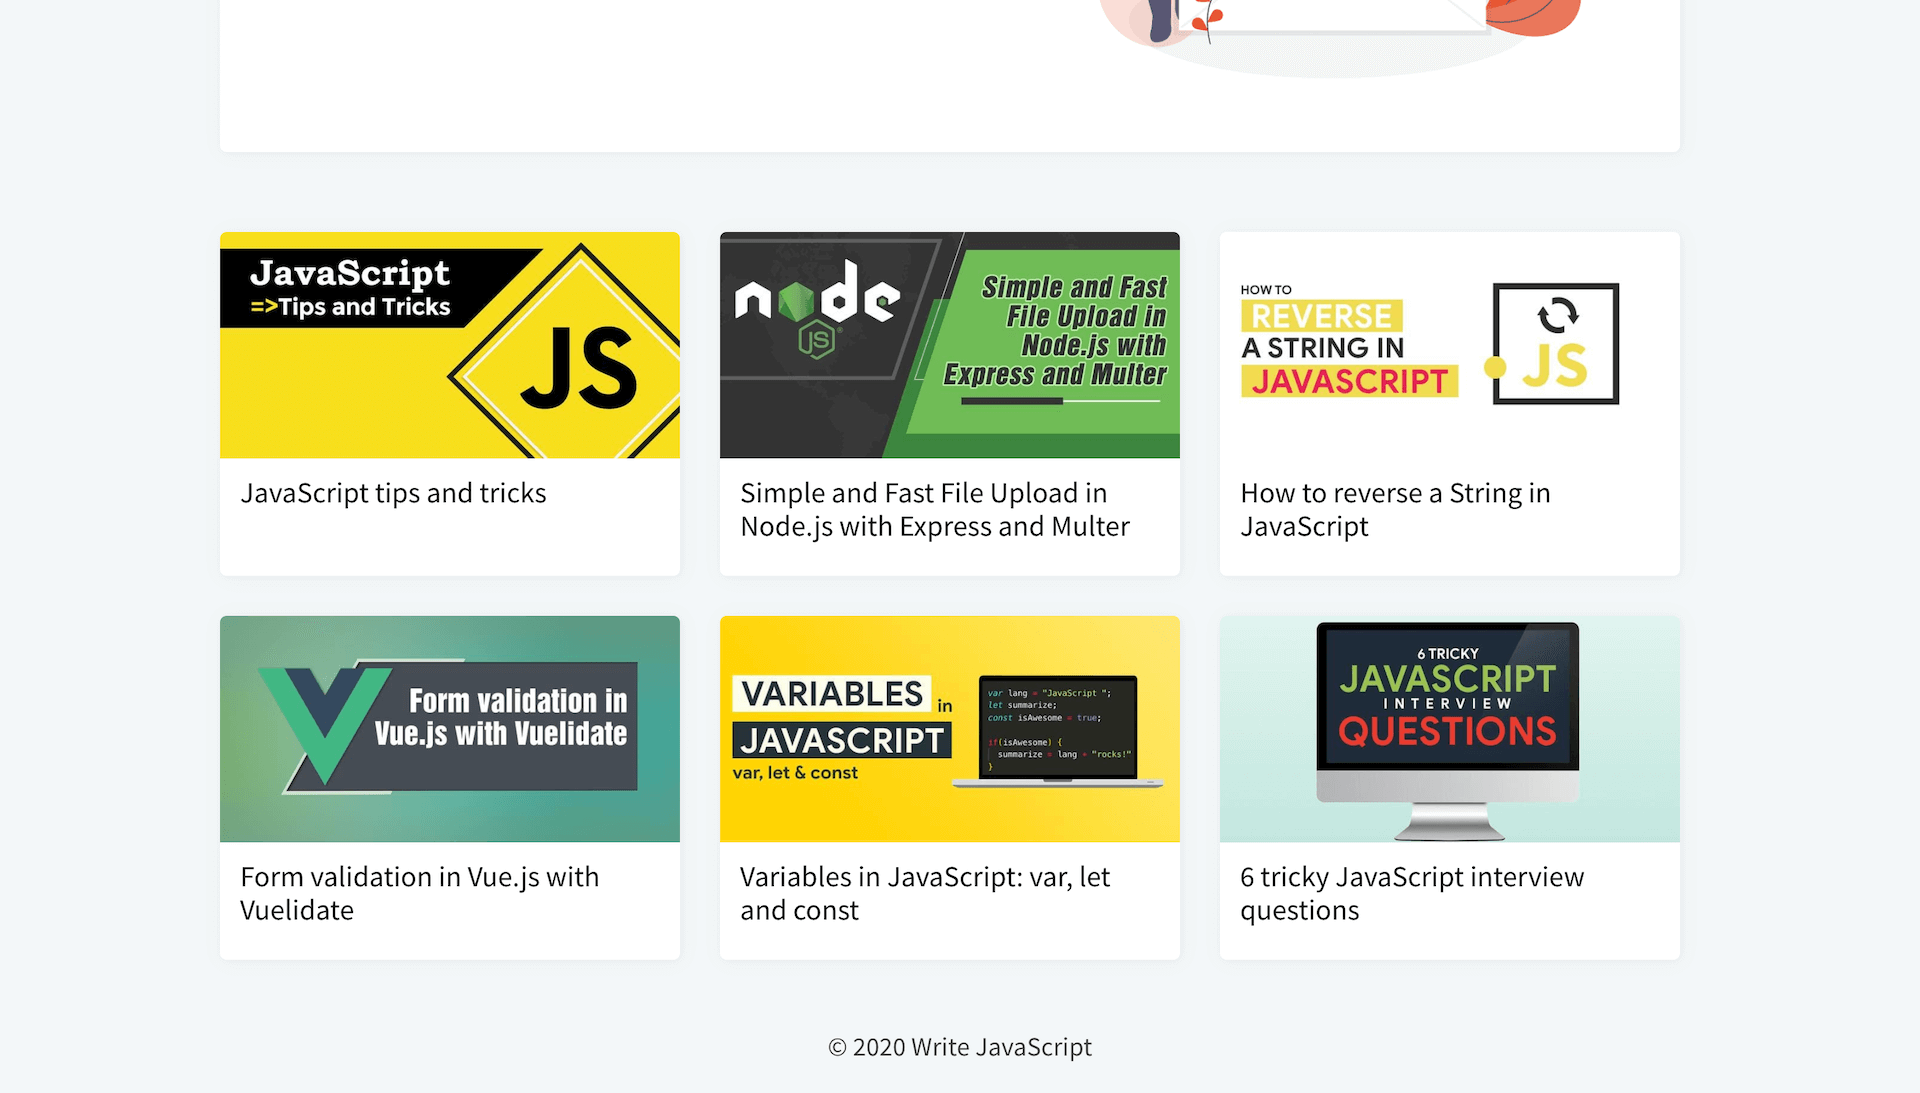 JavaScript
=>Tips and Tricks
JS
JavaScript tips and tricks
node
JS
Simple and Fast
File Upload in
Node.js with
Express and Multer
Simple and Fast File Upload in
Node.js with Express and Multer
HOW TO
REVERSE
A STRING IN
JAVASCRIPT
JS
How to reverse a String in
JavaScript
Form validation in
Vue.js with Vuelidate
Form validation in Vue.js with
Vuelidate
VARIABLES in
JAVASCRIPT
var, let & const
var lang = "JavaScript ";
let summarize;
const isAwesome = true;
if(isAwesome) {
summarize = lang + "rocks!"
}
Variables in JavaScript: var, let
and const
6 TRICKY
JAVASCRIPT
INTERVIEW
QUESTIONS
6 tricky JavaScript interview
questions
© 2020 Write JavaScript